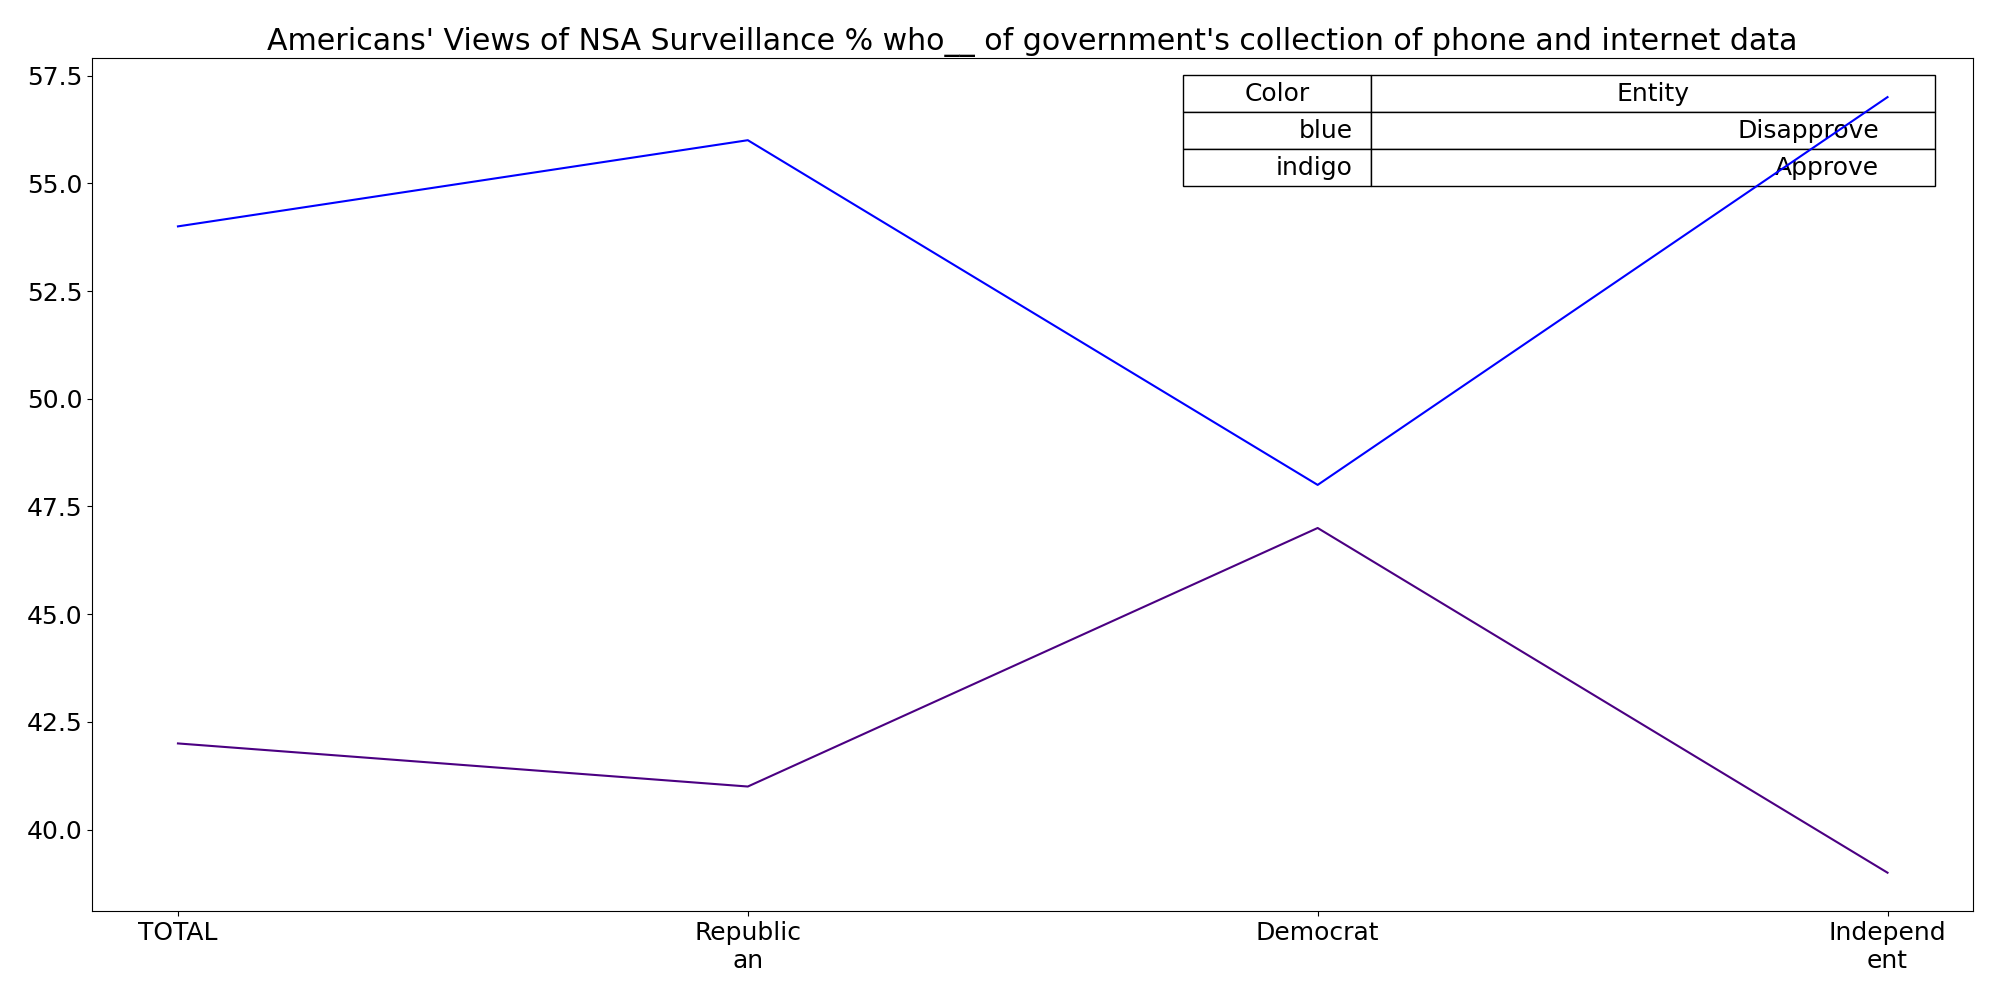 Americans' Views of NSA Surveillance % who__ of government's collection of phone and internet data
57.5
55.0
52.5
50.0
47.5
45.0
42.5
40.0
Color Entity
blue Disapprove
indigo Approve
TOTAL Republic Democrat Independ
an ent